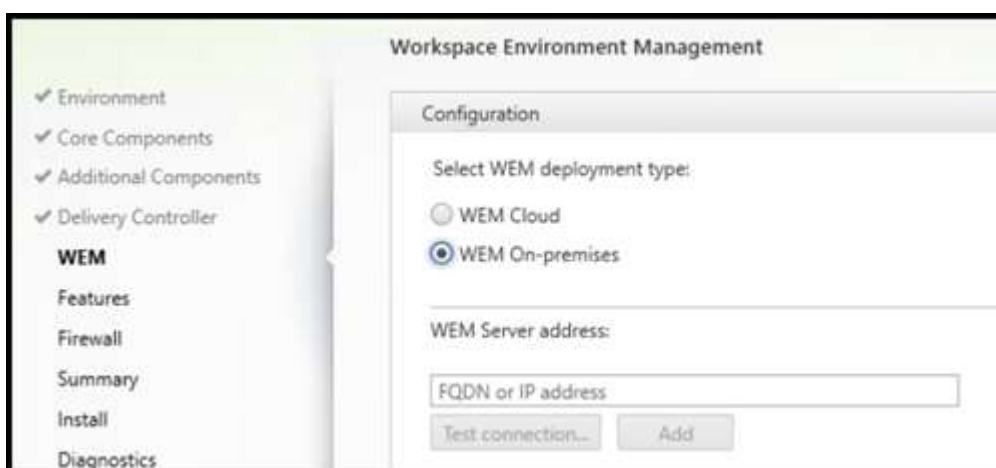 Workspace Environment Management
Environment
Core Components
Additional Components
Delivery Controller
WEM
Features
Firewall
Summary
Install
Diagnostics
Configuration
Select WEM deployment type:
WEM Cloud
WEM On-premises
WEM Server address:
FQDN or IP address
Test connection... Add